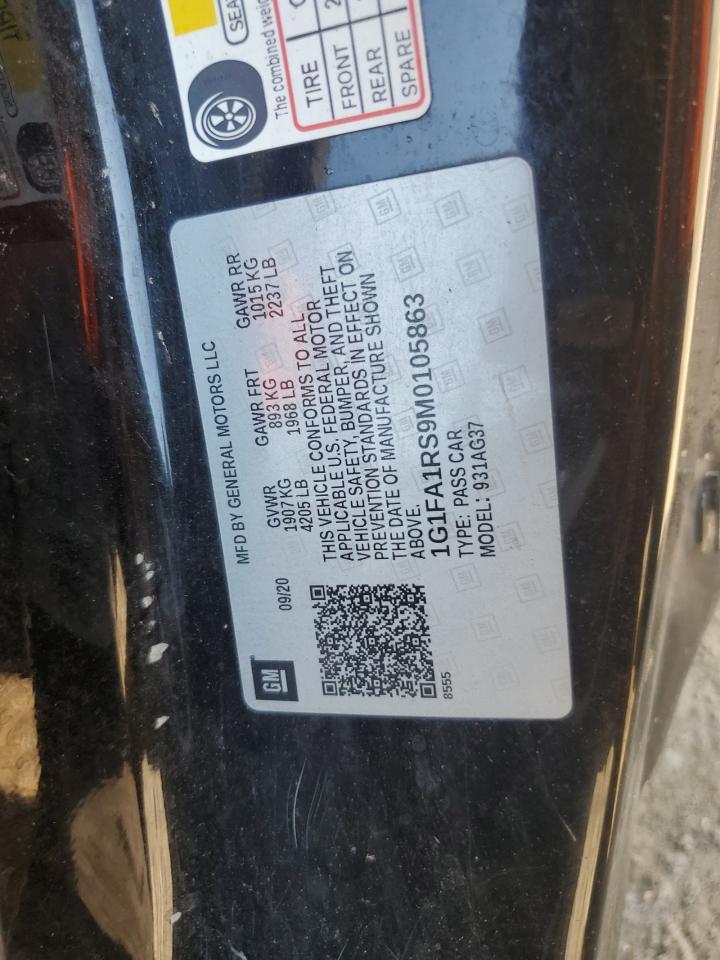 SEA
The combined weig
TIRE
FRONT 2
REAR
SPARE
GM
09/20
MFD BY GENERAL MOTORS LLC
GVWR GAWR FRT GAWR RR
1907 KG 893 KG 1015 KG
4205 LB 1968 LB 2237 LB
THIS VEHICLE CONFORMS TO ALL
APPLICABLE U.S. FEDERAL MOTOR
VEHICLE SAFETY, BUMPER, AND THEFT
PREVENTION STANDARDS IN EFFECT ON
THE DATE OF MANUFACTURE SHOWN
ABOVE.
1G1FA1RS9M0105863
TYPE: PASS CAR
MODEL: 931AG37
8555